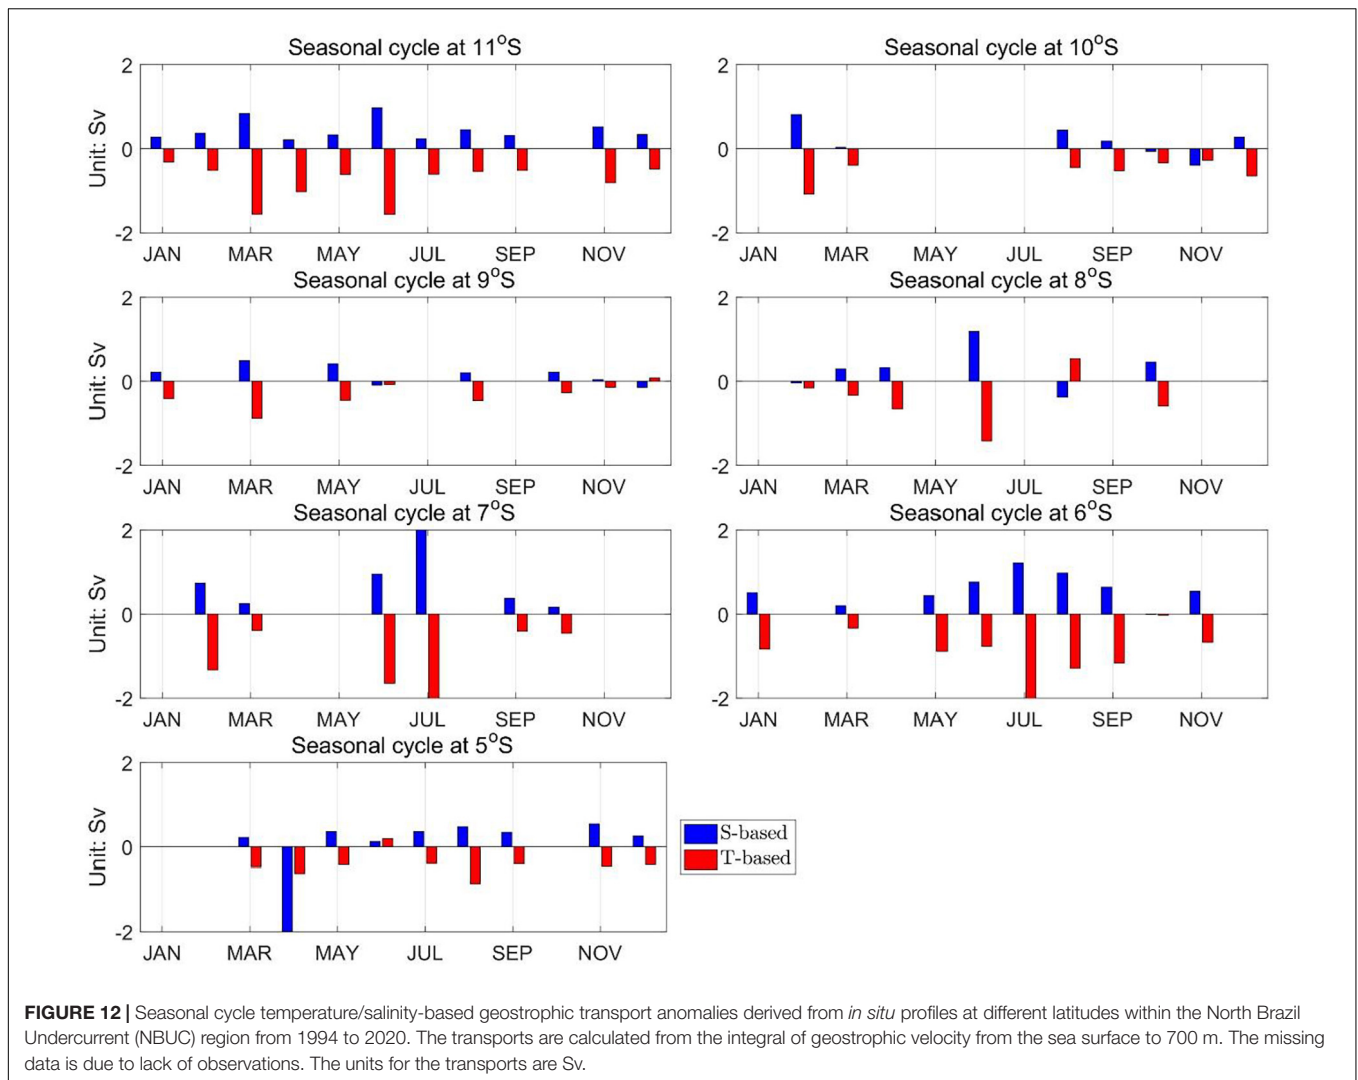 Seasonal cycle at 11°S
Unit: Sv
2
0
-2
JAN MAR MAY JUL SEP NOV
Seasonal cycle at 10°S
2
0
-2
JAN MAR MAY JUL SEP NOV
Seasonal cycle at 9°S
Unit: Sv
2
0
-2
JAN MAR MAY JUL SEP NOV
Seasonal cycle at 8°S
2
0
-2
JAN MAR MAY JUL SEP NOV
Seasonal cycle at 7°S
Unit: Sv
2
0
-2
JAN MAR MAY JUL SEP NOV
Seasonal cycle at 6°S
2
0
-2
JAN MAR MAY JUL SEP NOV
Seasonal cycle at 5°S
Unit: Sv
2
0
-2
JAN MAR MAY JUL SEP NOV
S-based
T-based
FIGURE 12 | Seasonal cycle temperature/salinity-based geostrophic transport anomalies derived from in situ profiles at different latitudes within the North Brazil
Undercurrent (NBUC) region from 1994 to 2020. The transports are calculated from the integral of geostrophic velocity from the sea surface to 700 m. The missing
data is due to lack of observations. The units for the transports are Sv.